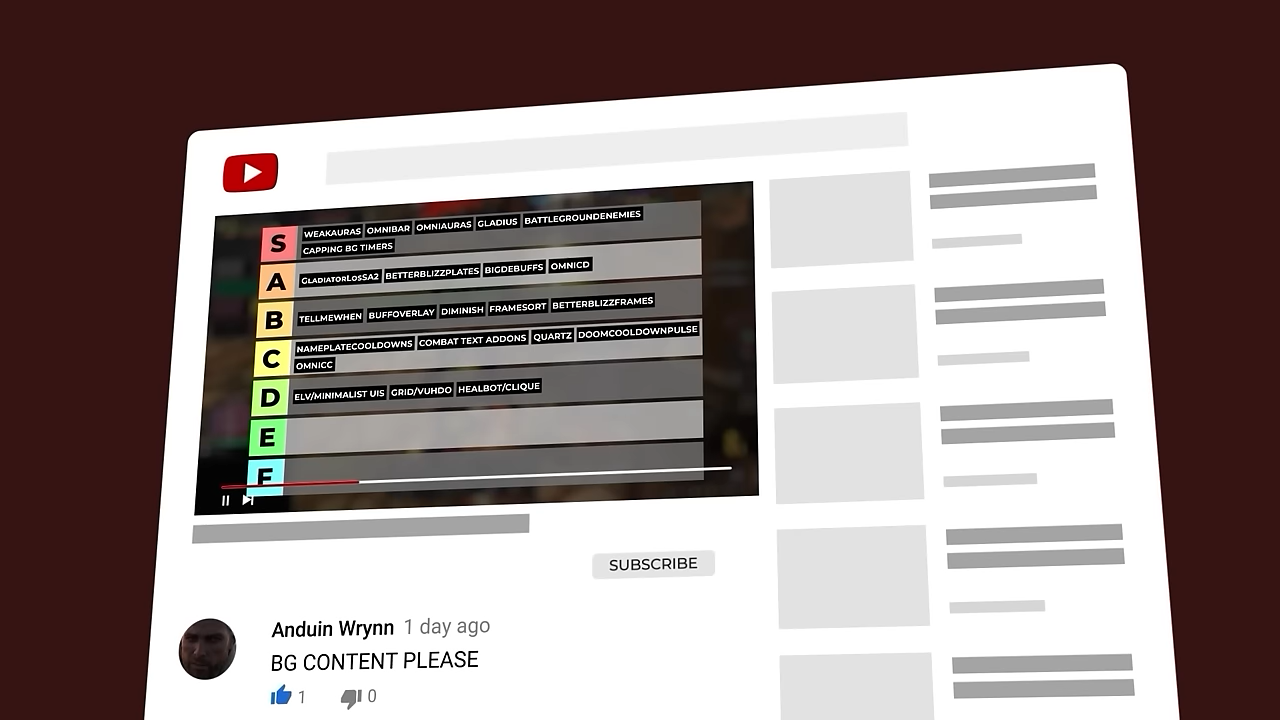 S
WEAKAURAS OMNIBAR OMNIAURAS GLADIUS BATTLEGROUNDENEMIES
CAPPING BG TIMERS
A
GLADIATORLOSSA2 BETTERBLIZZPLATES BIGDEBUFFS OMNICD
B
TELLMEWHEN BUFFOVERLAY DIMINISH FRAMESORT BETTERBLIZZFRAMES
C
NAMEPLATECOOLDOWNS COMBAT TEXT ADDONS QUARTZ DOOMCOOLDOWNPULSE
OMNICC
D
ELV/MINIMALIST UIS GRID/VUHDO HEALBOT/CLIQUE
E
F
SUBSCRIBE
Anduin Wrynn 1 day ago
BG CONTENT PLEASE
1 0